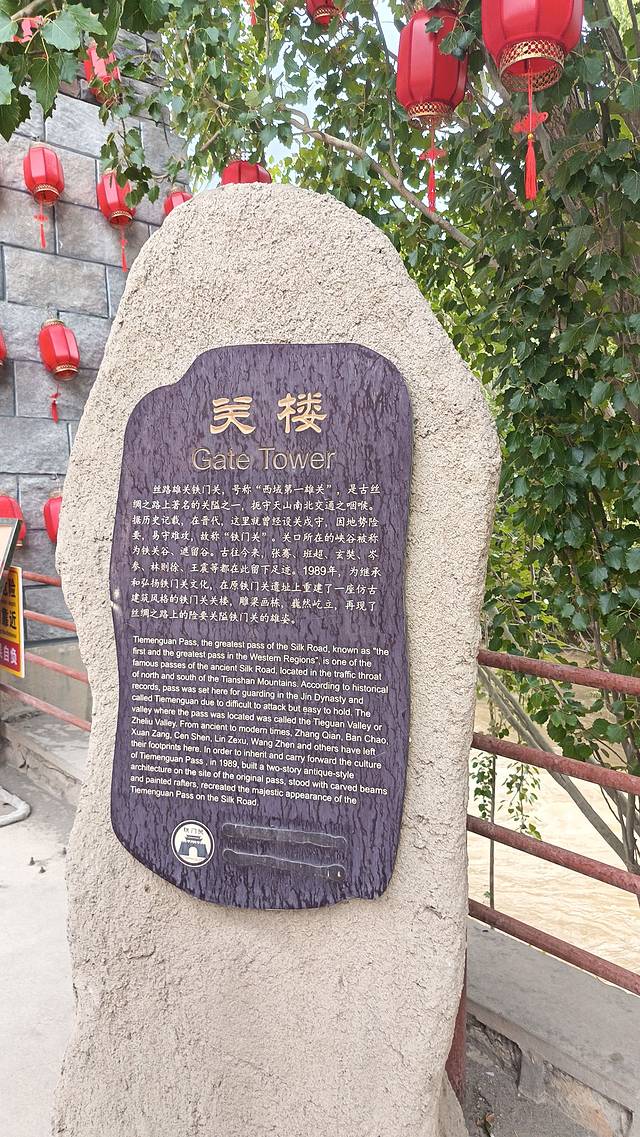 关楼
Gate Tower
丝路雄关铁门关，号称“西域第一雄关”，是古丝
绸之路上著名的关隘之一，扼守天山南北交通之咽喉。
据历史记载，在晋代，这里就曾经设关戍守，因地势险
要，易守难攻，故称“铁门关”。关口所在的峡谷被称
为铁关谷、遮留谷。古往今来，张骞、班超、玄奘、岑
参、林则徐、王震等都在此留下足迹。1989年，为继承
和弘扬铁门关文化，在原铁门关遗址上重建了一座仿古
建筑风格的铁门关关楼，雕梁画栋，巍然屹立，再现了
丝绸之路上的险要关隘铁门关的雄姿。
Tiemenguan Pass, the greatest pass of the Silk Road, known as "the
first and the greatest pass in the Western Regions", is one of the
famous passes of the ancient Silk Road, located in the traffic throat
of north and south of the Tianshan Mountains. According to historical
records, pass was set here for guarding in the Jin Dynasty and
called Tiemenguan due to difficult to attack but easy to hold. The
valley where the pass was located was called the Tieguan Valley or
Zheliu Valley. From ancient to modern times, Zhang Qian, Ban Chao,
Xuan Zang, Cen Shen, Lin Zexu, Wang Zhen and others have left
their footprints here. In order to inherit and carry forward the culture
of Tiemenguan Pass , in 1989, built a two-story antique-style
architecture on the site of the original pass, stood with carved beams
and painted rafters, recreated the majestic appearance of the
Tiemenguan Pass on the Silk Road.
铁门关
靠近
自负